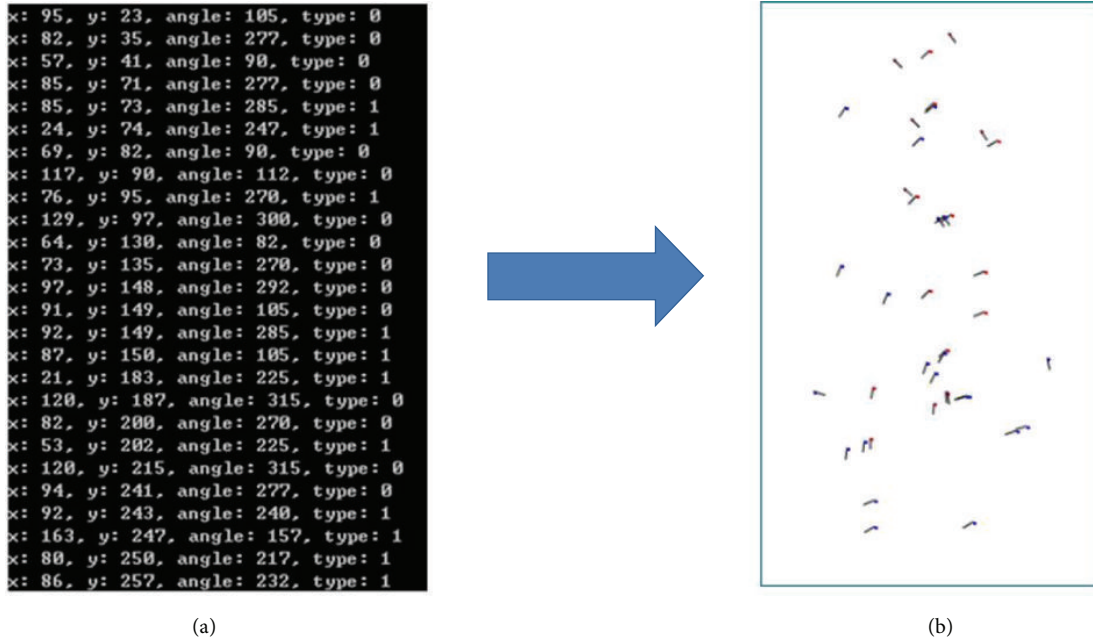 x: 95, y: 23, angle: 105, type: 0
x: 82, y: 35, angle: 277, type: 0
x: 57, y: 41, angle: 90, type: 0
x: 85, y: 71, angle: 277, type: 0
x: 85, y: 73, angle: 285, type: 1
x: 24, y: 74, angle: 247, type: 1
x: 69, y: 82, angle: 90, type: 0
x: 117, y: 90, angle: 112, type: 0
x: 76, y: 95, angle: 270, type: 1
x: 129, y: 97, angle: 300, type: 0
x: 64, y: 130, angle: 82, type: 0
x: 73, y: 135, angle: 270, type: 0
x: 97, y: 148, angle: 292, type: 0
x: 91, y: 149, angle: 105, type: 0
x: 92, y: 149, angle: 285, type: 1
x: 87, y: 150, angle: 105, type: 1
x: 21, y: 183, angle: 225, type: 1
x: 120, y: 187, angle: 315, type: 0
x: 82, y: 200, angle: 270, type: 0
x: 53, y: 202, angle: 225, type: 1
x: 120, y: 215, angle: 315, type: 0
x: 94, y: 241, angle: 277, type: 0
x: 92, y: 243, angle: 240, type: 1
x: 163, y: 247, angle: 157, type: 1
x: 80, y: 250, angle: 217, type: 1
x: 86, y: 257, angle: 232, type: 1
(a)
(b)